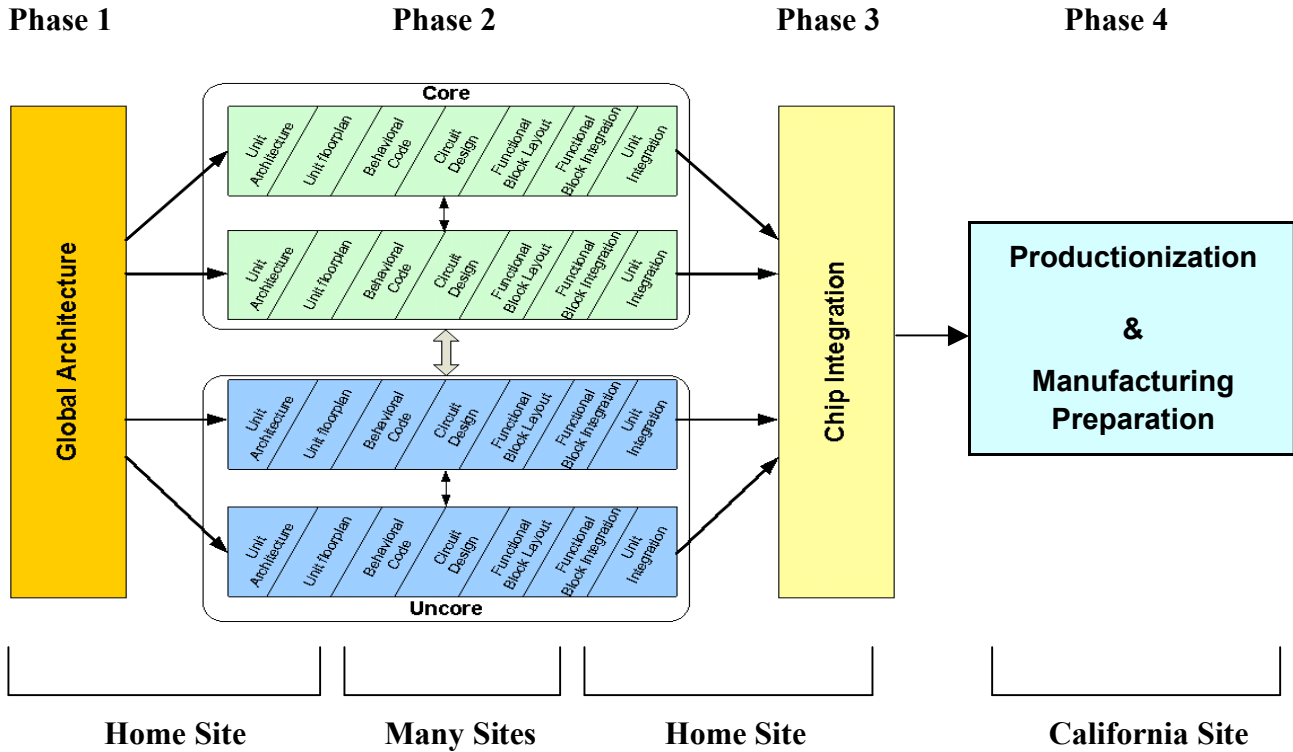 Phase 1
Phase 2
Phase 3
Phase 4
Global Architecture
Core
Unit
Architecture
Unit floorplan
Behavioral
Code
Circuit
Design
Functional
Block Layout
Functional
Block Integration
Unit
Integration
Unit
Architecture
Unit floorplan
Behavioral
Code
Circuit
Design
Functional
Block Layout
Functional
Block Integration
Unit
Integration
Unit
Architecture
Unit floorplan
Behavioral
Code
Circuit
Design
Functional
Block Layout
Functional
Block Integration
Unit
Integration
Unit
Architecture
Unit floorplan
Behavioral
Code
Circuit
Design
Functional
Block Layout
Functional
Block Integration
Unit
Integration
Uncore
Chip Integration
Productionization
&
Manufacturing
Preparation
Home Site
Many Sites
Home Site
California Site